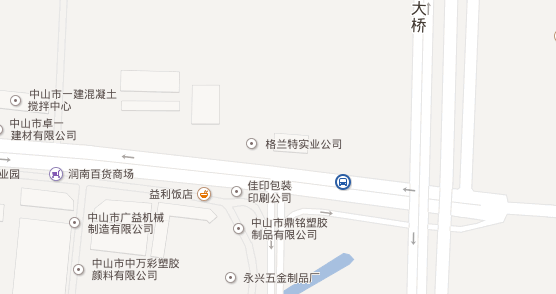 大
桥
中山市一建混凝土
搅拌中心
中山市卓一
建材有限公司
格兰特实业公司
业园
润南百货商场
益利饭店
佳印包装
印刷公司
中山市广益机械
制造有限公司
中山市鼎铭塑胶
制品有限公司
中山市中万彩塑胶
颜料有限公司
永兴五金制品厂